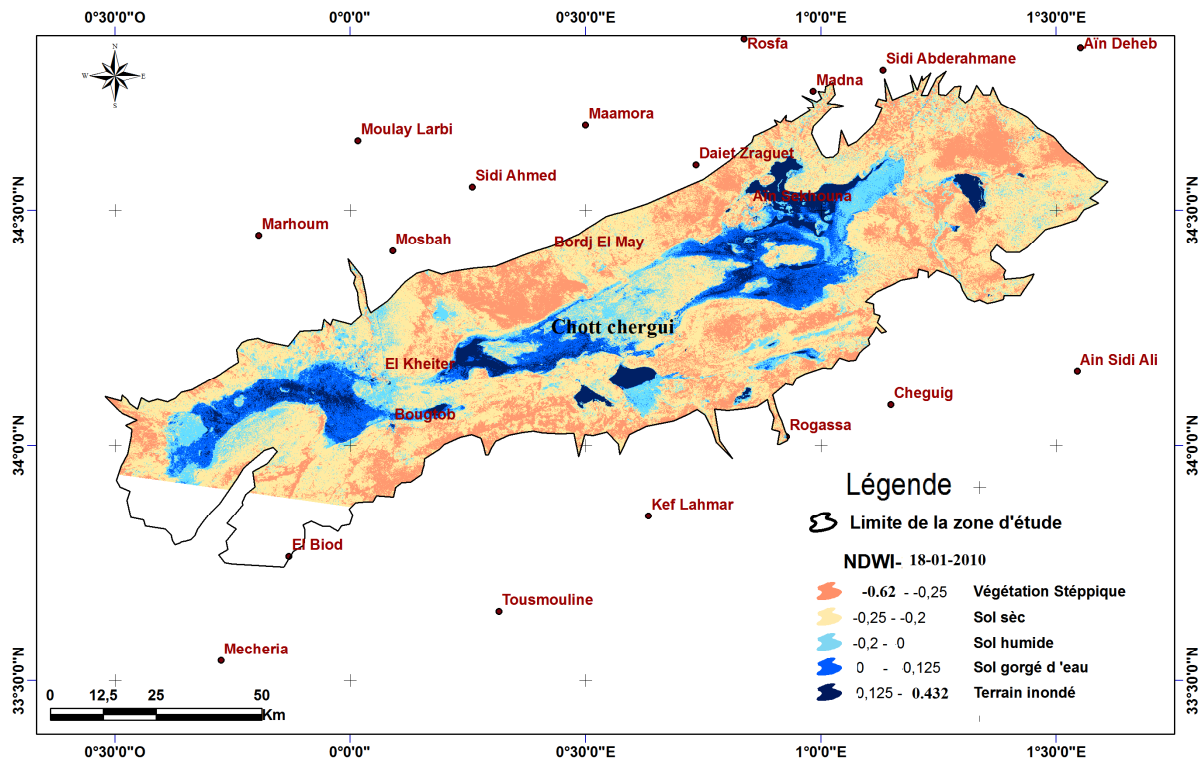 0°30'0"O 0°0'0" 0°30'0"E 1°0'0"E 1°30'0"E
N
W E
S
Rosfa
Aïn Deheb
Sidi Abderahmane
Madna
Maamora
Moulay Larbi
Daiet Zraguet
Sidi Ahmed
Aïn Sekhouna
34°30'0"N 34°30'0"N
Marhoum
Mosbah
Bordj El May
Chott chergui
El Kheiter
Ain Sidi Ali
Cheguig
Bougtob
Rogassa
34°0'0"N 34°0'0"N
Légende
Kef Lahmar
Limite de la zone d'étude
El Biod
NDWI- 18-01-2010
-0.62 - -0,25 Végétation Stéppique
Tousmouline
-0,25 - -0,2 Sol sèc
-0,2 - 0 Sol humide
Mecheria
0 - 0,125 Sol gorgé d 'eau
33°30'0"N 33°30'0"N
0,125 - 0.432 Terrain inondé
0 12,5 25 50
Km
0°30'0"O 0°0'0" 0°30'0"E 1°0'0"E 1°30'0"E